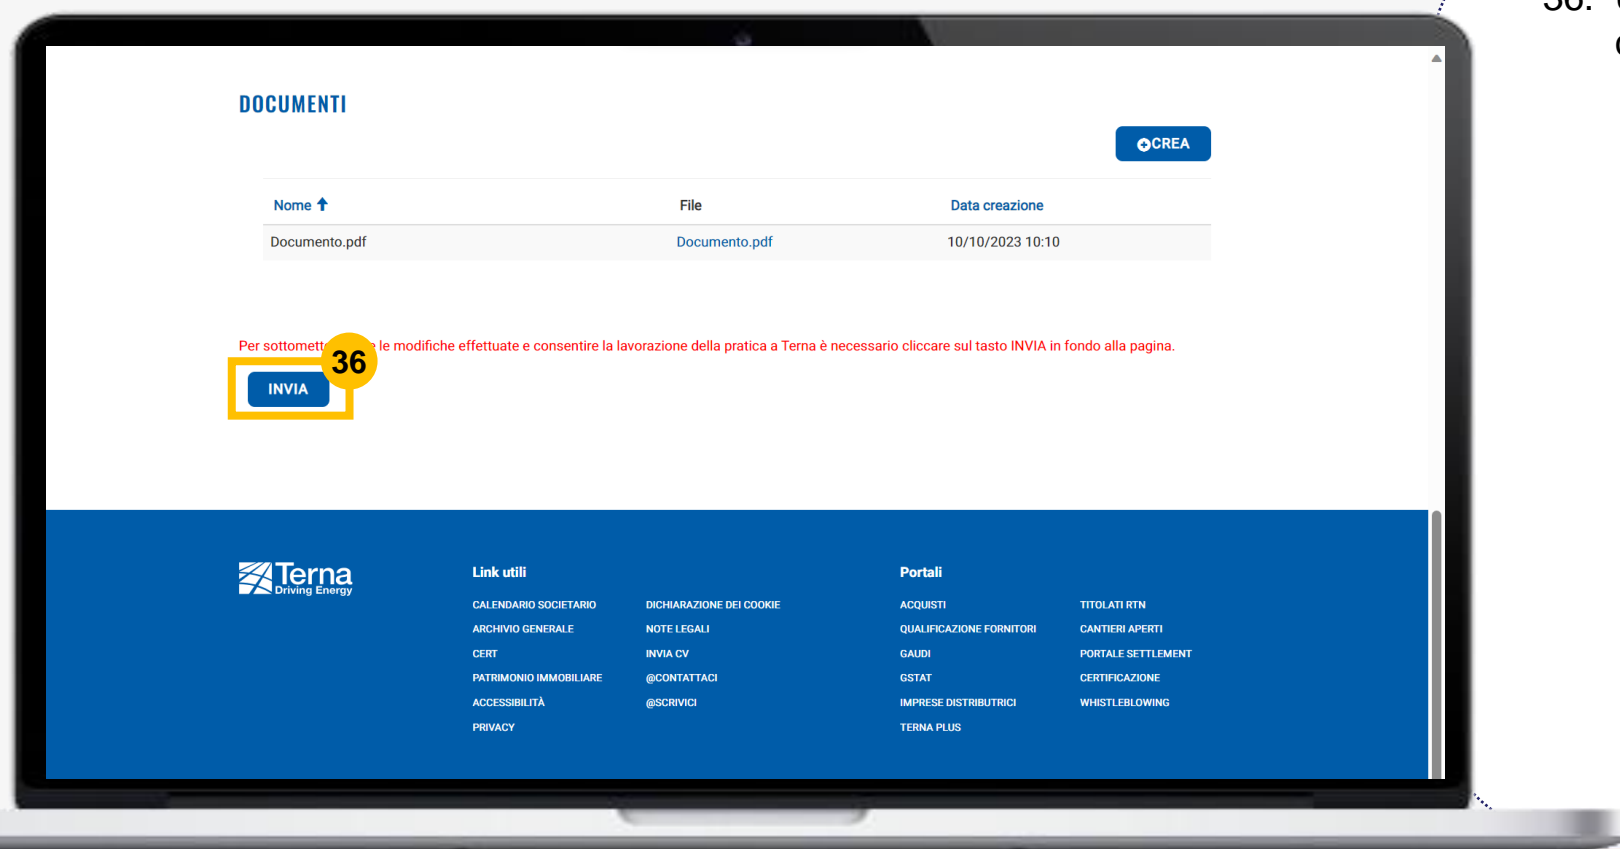 36.
DOCUMENTI
CREA
Nome File Data creazione
Documento.pdf Documento.pdf 10/10/2023 10:10
Per le modifiche effettuate e consentire la lavorazione della pratica a Terna è necessario cliccare sul tasto INVIA in fondo alla pagina.
36
INVIA
Terna
Driving Energy
Link utili
CALENDARIO SOCIETARIO DICHIARAZIONE DEI COOKIE
ARCHIVIO GENERALE NOTE LEGALI
CERT INVIA CV
PATRIMONIO IMMOBILIARE @CONTATTACI
ACCESSIBILITÀ @SCRIVICI
PRIVACY
Portali
ACQUISTI TITOLATI RTN
QUALIFICAZIONE FORNITORI CANTIERI APERTI
GAUDI PORTALE SETTLEMENT
GSTAT CERTIFICAZIONE
IMPRESE DISTRIBUTRICI WHISTLEBLOWING
TERNA PLUS